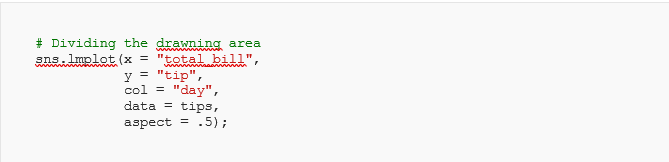 # Dividing the drawning area
sns.lmplot(x = "total_bill",
y = "tip",
col = "day",
data = tips,
aspect = .5);